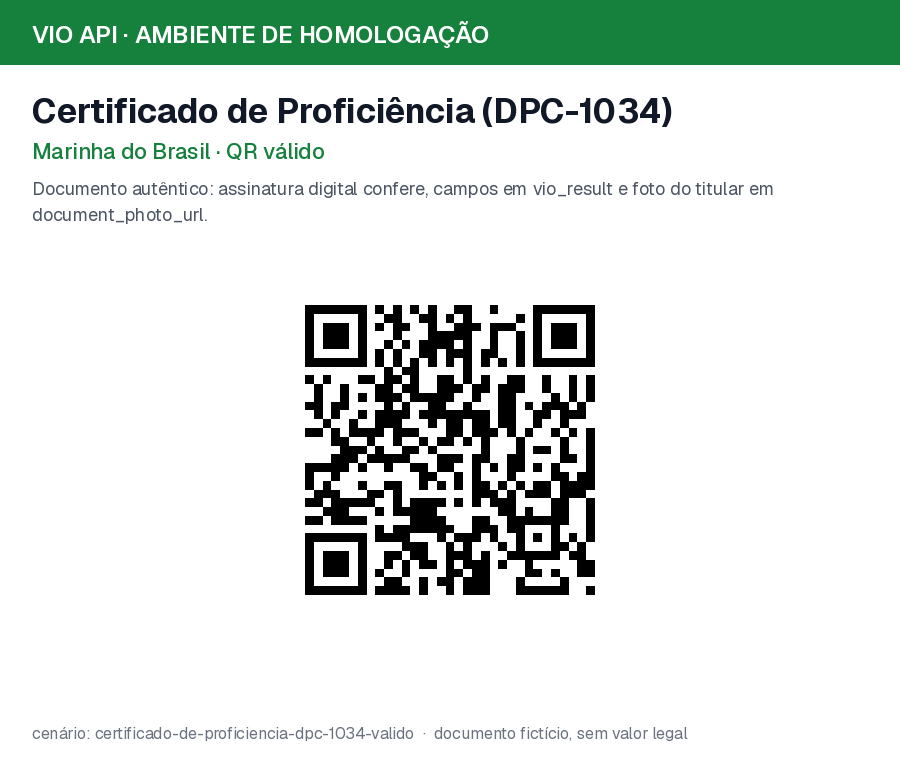 VIO API · AMBIENTE DE HOMOLOGAÇÃO
Certificado de Proficiência (DPC-1034)
Marinha do Brasil · QR válido
Documento autêntico: assinatura digital confere, campos em vio_result e foto do titular em
document_photo_url.
cenário: certificado-de-proficiencia-dpc-1034-valido · documento fictício, sem valor legal